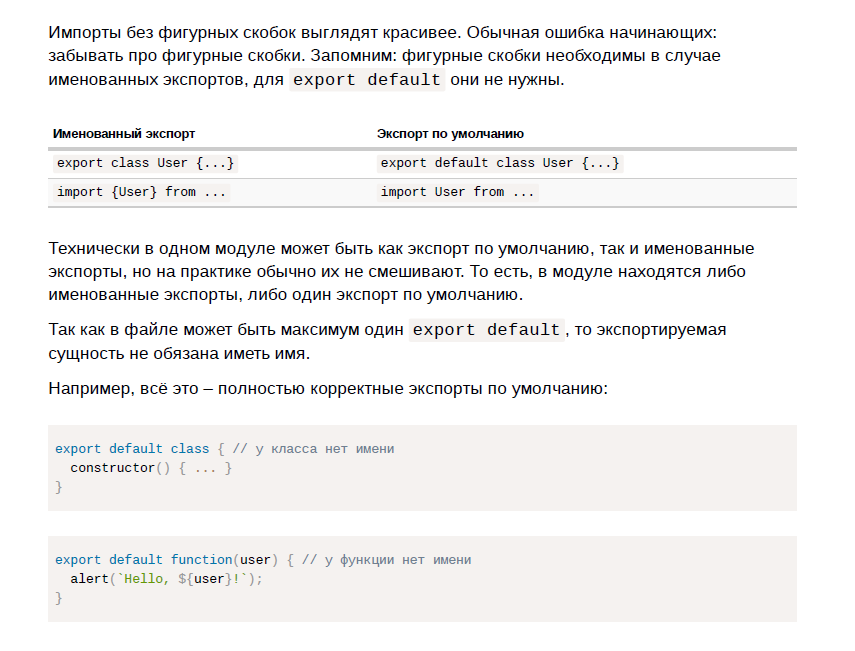 Импорты без фигурных скобок выглядят красивее. Обычная ошибка начинающих:
забывать про фигурные скобки. Запомним: фигурные скобки необходимы в случае
именованных экспортов, для export default они не нужны.
Именованный экспорт Экспорт по умолчанию
export class User {...} export default class User {...}
import {User} from ... import User from ...
Технически в одном модуле может быть как экспорт по умолчанию, так и именованные
экспорты, но на практике обычно их не смешивают. То есть, в модуле находятся либо
именованные экспорты, либо один экспорт по умолчанию.
Так как в файле может быть максимум один export default, то экспортируемая
сущность не обязана иметь имя.
Например, всё это – полностью корректные экспорты по умолчанию:
export default class { // у класса нет имени
  constructor() { ... }
}
export default function(user) { // у функции нет имени
  alert(`Hello, ${user}!`);
}